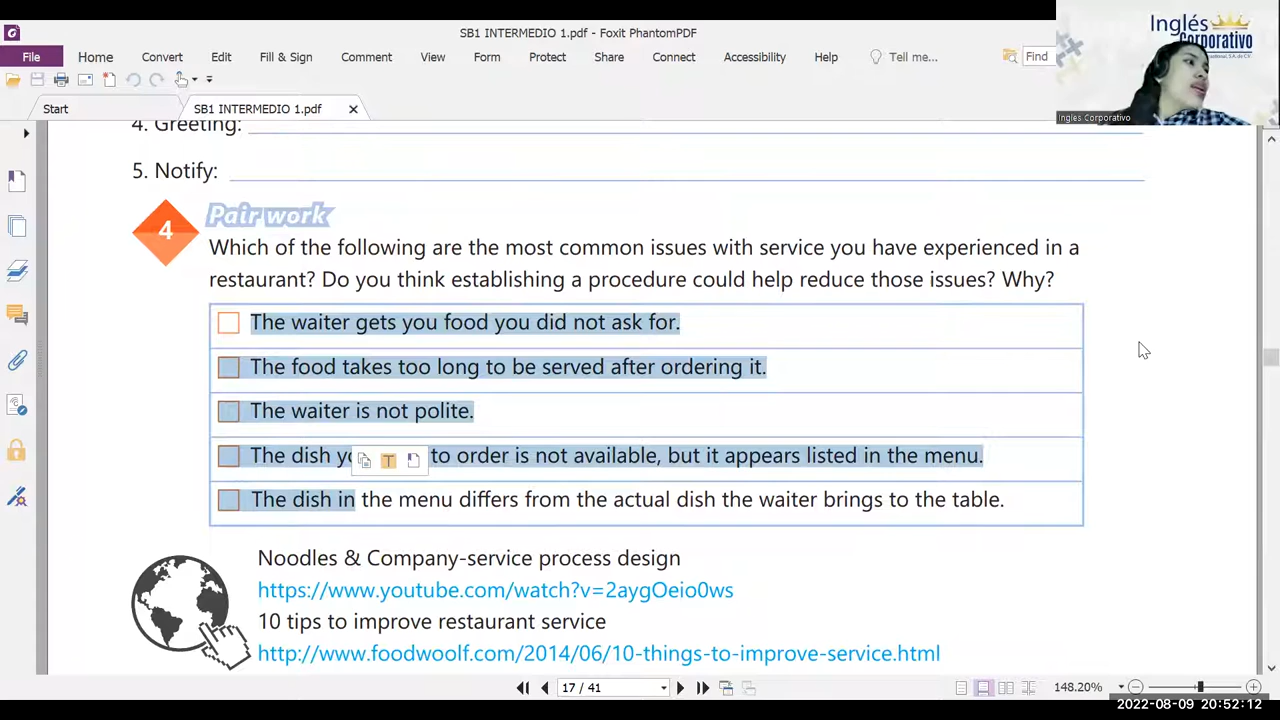 SB1 INTERMEDIO 1.pdf - Foxit PhantomPDF
Inglés
Corporativo
File Home Convert Edit Fill & Sign Comment View Form Protect Share Connect Accessibility Help Tell me... Find
Start SB1 INTERMEDIO 1.pdf
Ingles Corporativo
4. Greeting:
5. Notify:
4 Pair work
Which of the following are the most common issues with service you have experienced in a
restaurant? Do you think establishing a procedure could help reduce those issues? Why?
The waiter gets you food you did not ask for.
The food takes too long to be served after ordering it.
The waiter is not polite.
The dish to order is not available, but it appears listed in the menu.
The dish in the menu differs from the actual dish the waiter brings to the table.
Noodles & Company-service process design
https://www.youtube.com/watch?v=2aygOeio0ws
10 tips to improve restaurant service
http://www.foodwoolf.com/2014/06/10-things-to-improve-service.html
17 / 41 148.20%
2022-08-09 20:52:12